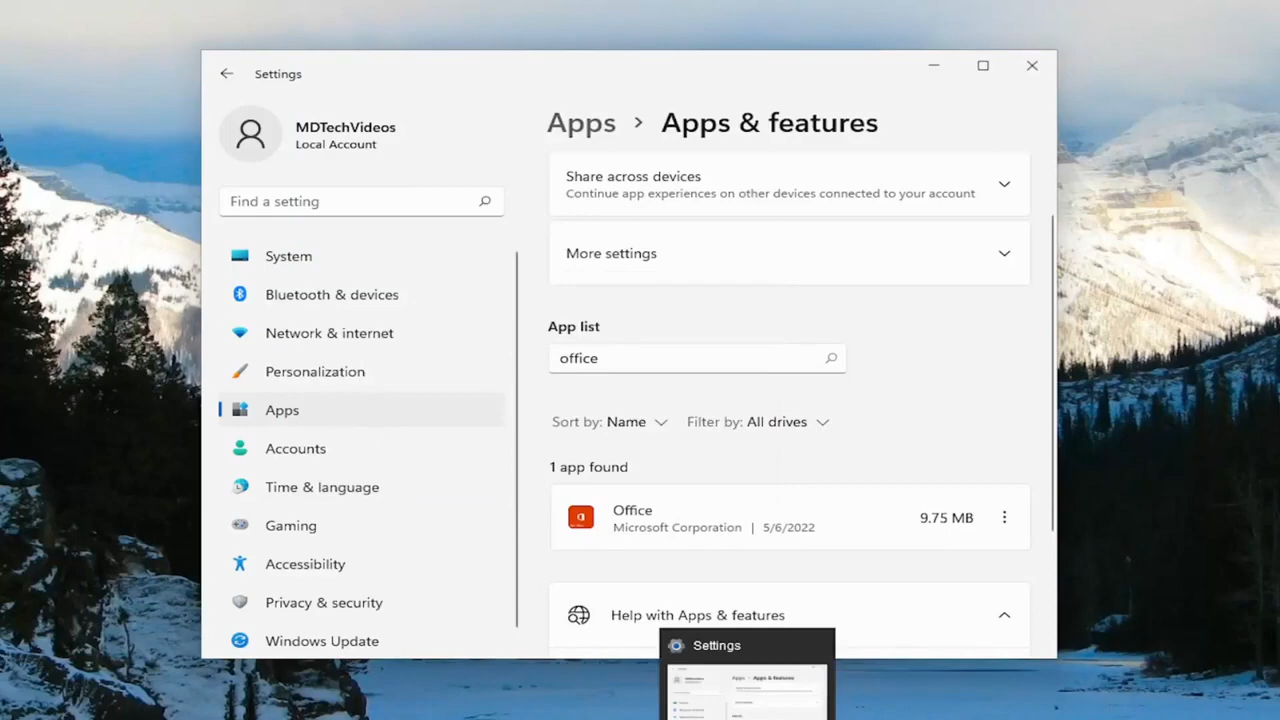 Settings
MDTechVideos
Local Account
Find a setting
System
Bluetooth & devices
Network & internet
Personalization
Apps
Accounts
Time & language
Gaming
Accessibility
Privacy & security
Windows Update
Apps > Apps & features
Share across devices
Continue app experiences on other devices connected to your account
More settings
App list
office
Sort by: Name Filter by: All drives
1 app found
Office
Microsoft Corporation | 5/6/2022
9.75 MB
Help with Apps & features
Settings
Apps > Apps & features